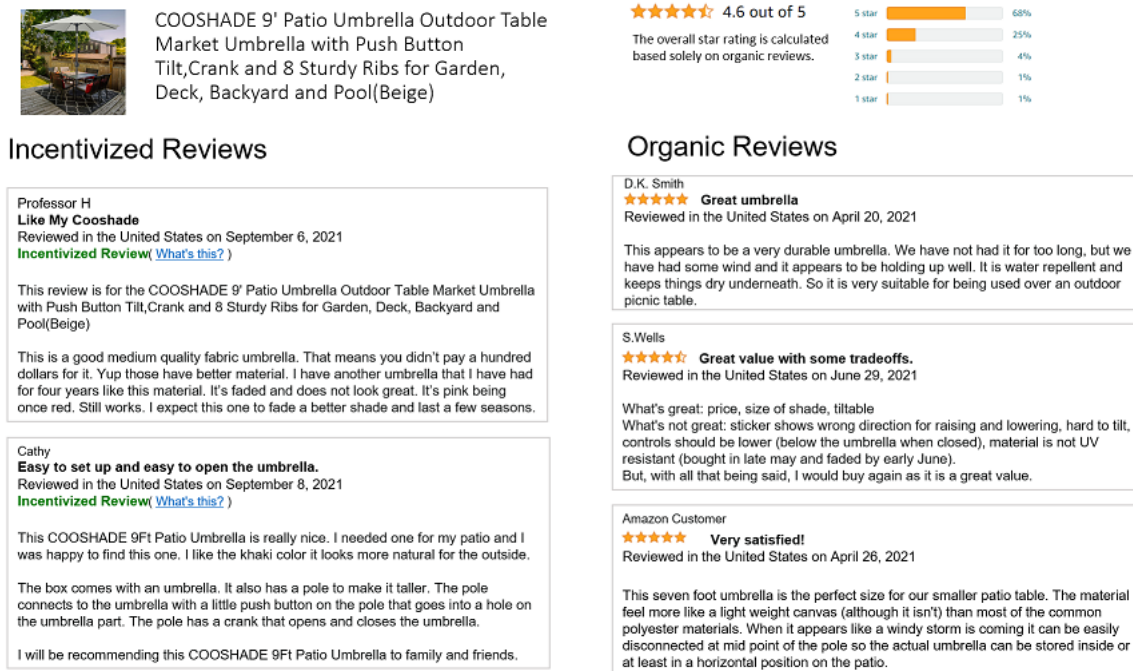 COOSHADE 9' Patio Umbrella Outdoor Table
Market Umbrella with Push Button
Tilt,Crank and 8 Sturdy Ribs for Garden,
Deck, Backyard and Pool(Beige)
4.6 out of 5
The overall star rating is calculated
based solely on organic reviews.
5 star 68%
4 star 25%
3 star 4%
2 star 1%
1 star 1%
Incentivized Reviews
Professor H
Like My Cooshade
Reviewed in the United States on September 6, 2021
Incentivized Review( What's this? )
This review is for the COOSHADE 9' Patio Umbrella Outdoor Table Market Umbrella
with Push Button Tilt,Crank and 8 Sturdy Ribs for Garden, Deck, Backyard and
Pool(Beige)
This is a good medium quality fabric umbrella. That means you didn't pay a hundred
dollars for it. Yup those have better material. I have another umbrella that I have had
for four years like this material. It's faded and does not look great. It's pink being
once red. Still works. I expect this one to fade a better shade and last a few seasons.
Cathy
Easy to set up and easy to open the umbrella.
Reviewed in the United States on September 8, 2021
Incentivized Review( What's this? )
This COOSHADE 9Ft Patio Umbrella is really nice. I needed one for my patio and I
was happy to find this one. I like the khaki color it looks more natural for the outside.
The box comes with an umbrella. It also has a pole to make it taller. The pole
connects to the umbrella with a little push button on the pole that goes into a hole on
the umbrella part. The pole has a crank that opens and closes the umbrella.
I will be recommending this COOSHADE 9Ft Patio Umbrella to family and friends.
Organic Reviews
D.K. Smith
Great umbrella
Reviewed in the United States on April 20, 2021
This appears to be a very durable umbrella. We have not had it for too long, but we
have had some wind and it appears to be holding up well. It is water repellent and
keeps things dry underneath. So it is very suitable for being used over an outdoor
picnic table.
S.Wells
Great value with some tradeoffs.
Reviewed in the United States on June 29, 2021
What's great: price, size of shade, tiltable
What's not great: sticker shows wrong direction for raising and lowering, hard to tilt,
controls should be lower (below the umbrella when closed), material is not UV
resistant (bought in late may and faded by early June).
But, with all that being said, I would buy again as it is a great value.
Amazon Customer
Very satisfied!
Reviewed in the United States on April 26, 2021
This seven foot umbrella is the perfect size for our smaller patio table. The material
feel more like a light weight canvas (although it isn't) than most of the common
polyester materials. When it appears like a windy storm is coming it can be easily
disconnected at mid point of the pole so the actual umbrella can be stored inside or
at least in a horizontal position on the patio.